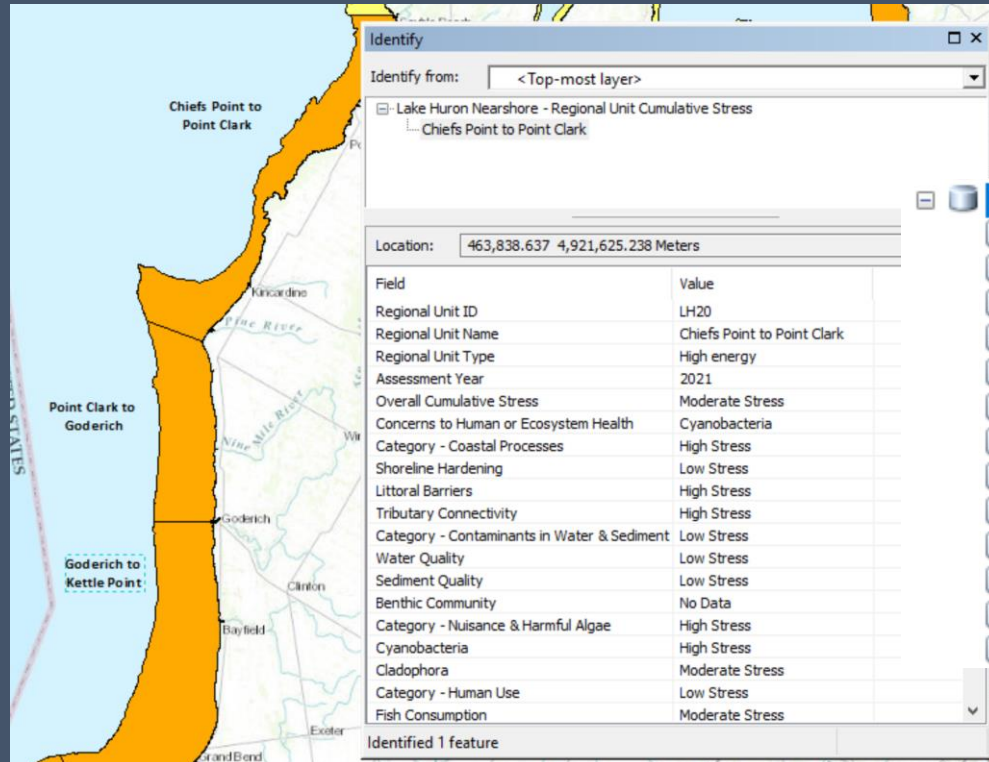 Chiefs Point to
Point Clark
Kincardine
Pine River
Point Clark to
Goderich
STATES
Nine Mile River
Goderich
Goderich to
Kettle Point
Clinton
Bayfield
Exeter
Grand Bend
Identify
Identify from: <Top-most layer>
Lake Huron Nearshore - Regional Unit Cumulative Stress
Chiefs Point to Point Clark
Location: 463,838.637 4,921,625.238 Meters
Field Value
Regional Unit ID LH20
Regional Unit Name Chiefs Point to Point Clark
Regional Unit Type High energy
Assessment Year 2021
Overall Cumulative Stress Moderate Stress
Concerns to Human or Ecosystem Health Cyanobacteria
Category - Coastal Processes High Stress
Shoreline Hardening Low Stress
Littoral Barriers High Stress
Tributary Connectivity High Stress
Category - Contaminants in Water & Sediment Low Stress
Water Quality Low Stress
Sediment Quality Low Stress
Benthic Community No Data
Category - Nuisance & Harmful Algae High Stress
Cyanobacteria High Stress
Cladophora Moderate Stress
Category - Human Use Low Stress
Fish Consumption Moderate Stress
Identified 1 feature